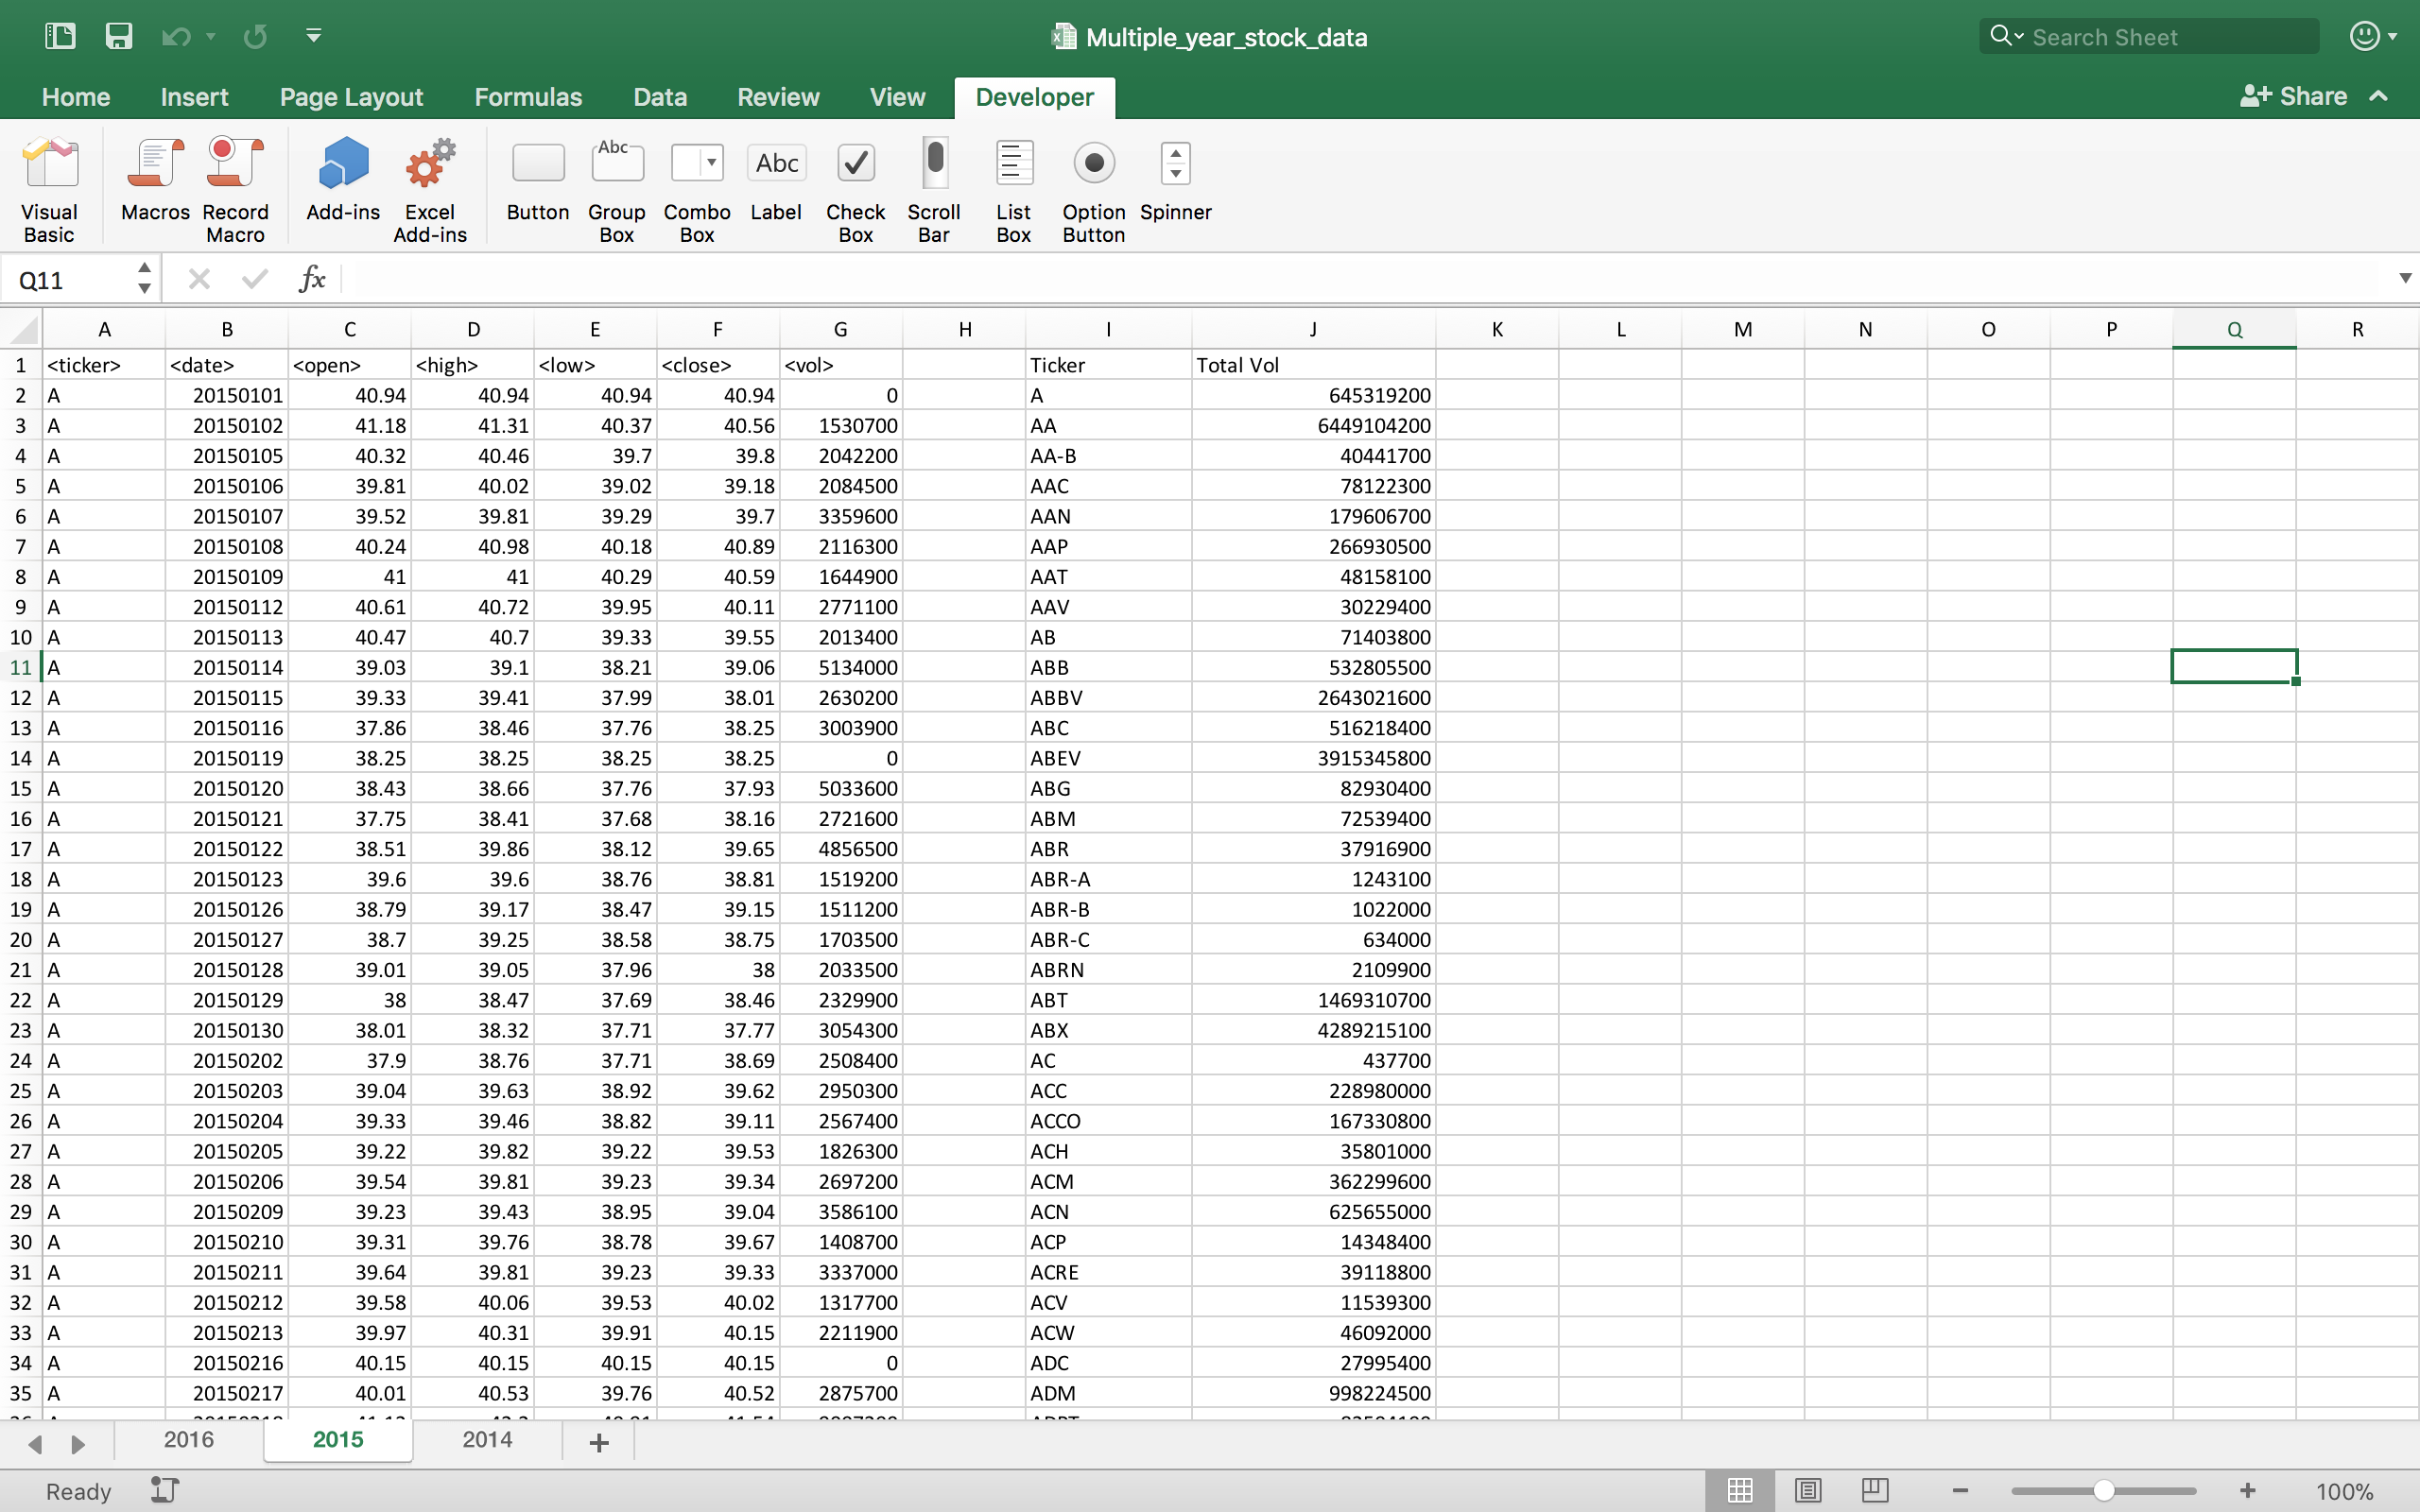 Multiple_year_stock_data
Search Sheet
Home Insert Page Layout Formulas Data Review View Developer Share
Visual Basic Macros Record Macro Add-ins Excel Add-ins Button Abc Group Box Combo Box Abc Label Check Box Scroll Bar List Box Option Button Spinner
Q11 fx
A B C D E F G H I J K L M N O P Q R
1 <ticker> <date> <open> <high> <low> <close> <vol> Ticker Total Vol
2 A 20150101 40.94 40.94 40.94 40.94 0 A 645319200
3 A 20150102 41.18 41.31 40.37 40.56 1530700 AA 6449104200
4 A 20150105 40.32 40.46 39.7 39.8 2042200 AA-B 40441700
5 A 20150106 39.81 40.02 39.02 39.18 2084500 AAC 78122300
6 A 20150107 39.52 39.81 39.29 39.7 3359600 AAN 179606700
7 A 20150108 40.24 40.98 40.18 40.89 2116300 AAP 266930500
8 A 20150109 41 41 40.29 40.59 1644900 AAT 48158100
9 A 20150112 40.61 40.72 39.95 40.11 2771100 AAV 30229400
10 A 20150113 40.47 40.7 39.33 39.55 2013400 AB 71403800
11 A 20150114 39.03 39.1 38.21 39.06 5134000 ABB 532805500
12 A 20150115 39.33 39.41 37.99 38.01 2630200 ABBV 2643021600
13 A 20150116 37.86 38.46 37.76 38.25 3003900 ABC 516218400
14 A 20150119 38.25 38.25 38.25 38.25 0 ABEV 3915345800
15 A 20150120 38.43 38.66 37.76 37.93 5033600 ABG 82930400
16 A 20150121 37.75 38.41 37.68 38.16 2721600 ABM 72539400
17 A 20150122 38.51 39.86 38.12 39.65 4856500 ABR 37916900
18 A 20150123 39.6 39.6 38.76 38.81 1519200 ABR-A 1243100
19 A 20150126 38.79 39.17 38.47 39.15 1511200 ABR-B 1022000
20 A 20150127 38.7 39.25 38.58 38.75 1703500 ABR-C 634000
21 A 20150128 39.01 39.05 37.96 38 2033500 ABRN 2109900
22 A 20150129 38 38.47 37.69 38.46 2329900 ABT 1469310700
23 A 20150130 38.01 38.32 37.71 37.77 3054300 ABX 4289215100
24 A 20150202 37.9 38.76 37.71 38.69 2508400 AC 437700
25 A 20150203 39.04 39.63 38.92 39.62 2950300 ACC 228980000
26 A 20150204 39.33 39.46 38.82 39.11 2567400 ACCO 167330800
27 A 20150205 39.22 39.82 39.22 39.53 1826300 ACH 35801000
28 A 20150206 39.54 39.81 39.23 39.34 2697200 ACM 362299600
29 A 20150209 39.23 39.43 38.95 39.04 3586100 ACN 625655000
30 A 20150210 39.31 39.76 38.78 39.67 1408700 ACP 14348400
31 A 20150211 39.64 39.81 39.23 39.33 3337000 ACRE 39118800
32 A 20150212 39.58 40.06 39.53 40.02 1317700 ACV 11539300
33 A 20150213 39.97 40.31 39.91 40.15 2211900 ACW 46092000
34 A 20150216 40.15 40.15 40.15 40.15 0 ADC 27995400
35 A 20150217 40.01 40.53 39.76 40.52 2875700 ADM 998224500
2016 2015 2014
Ready 100%